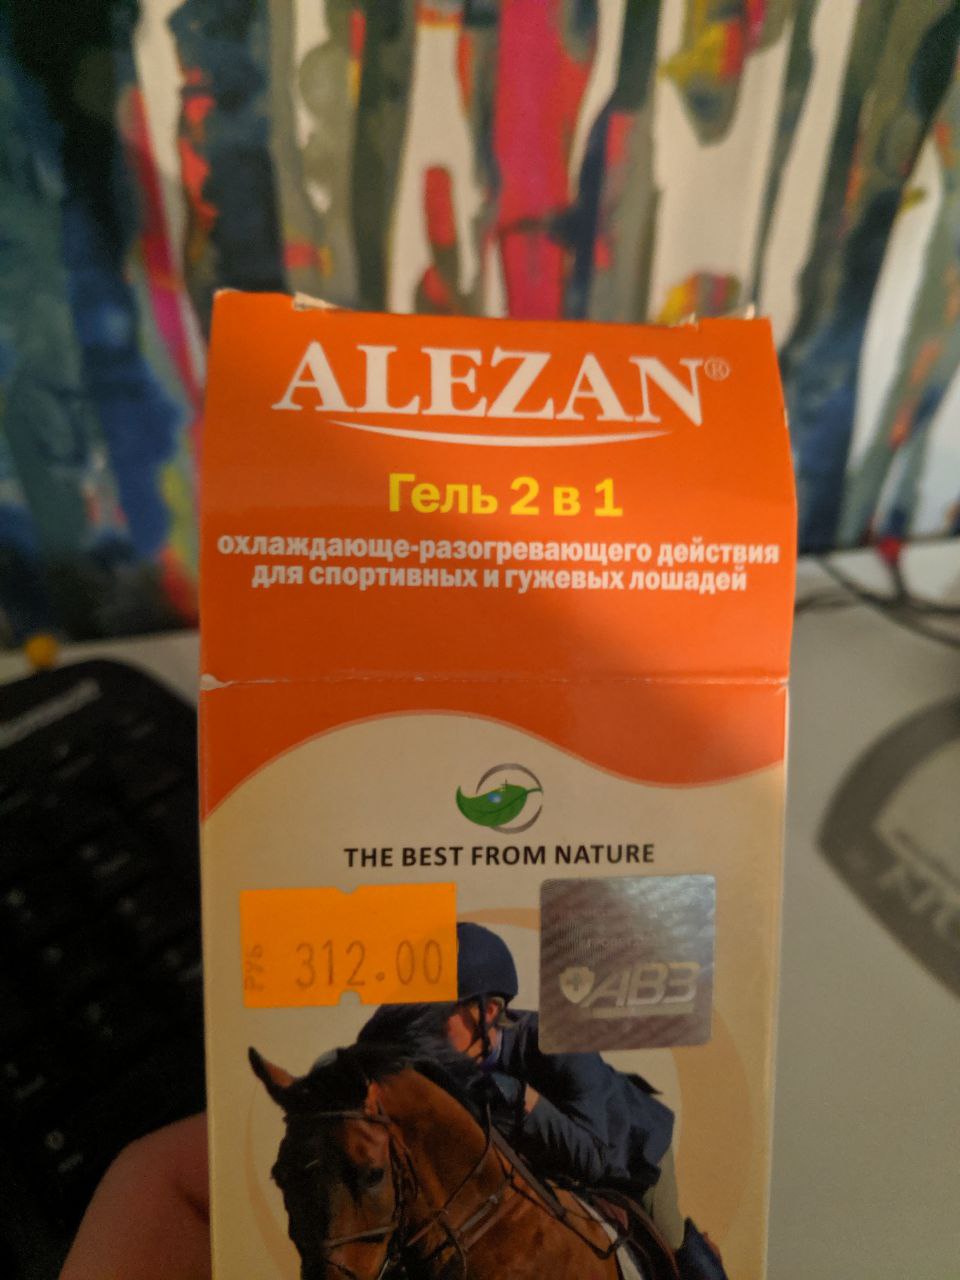 ALEZAN®
Гель 2 в 1
охлаждающе-разогревающего действия
для спортивных и гужевых лошадей
THE BEST FROM NATURE
РУБ 312.00
АВЗ